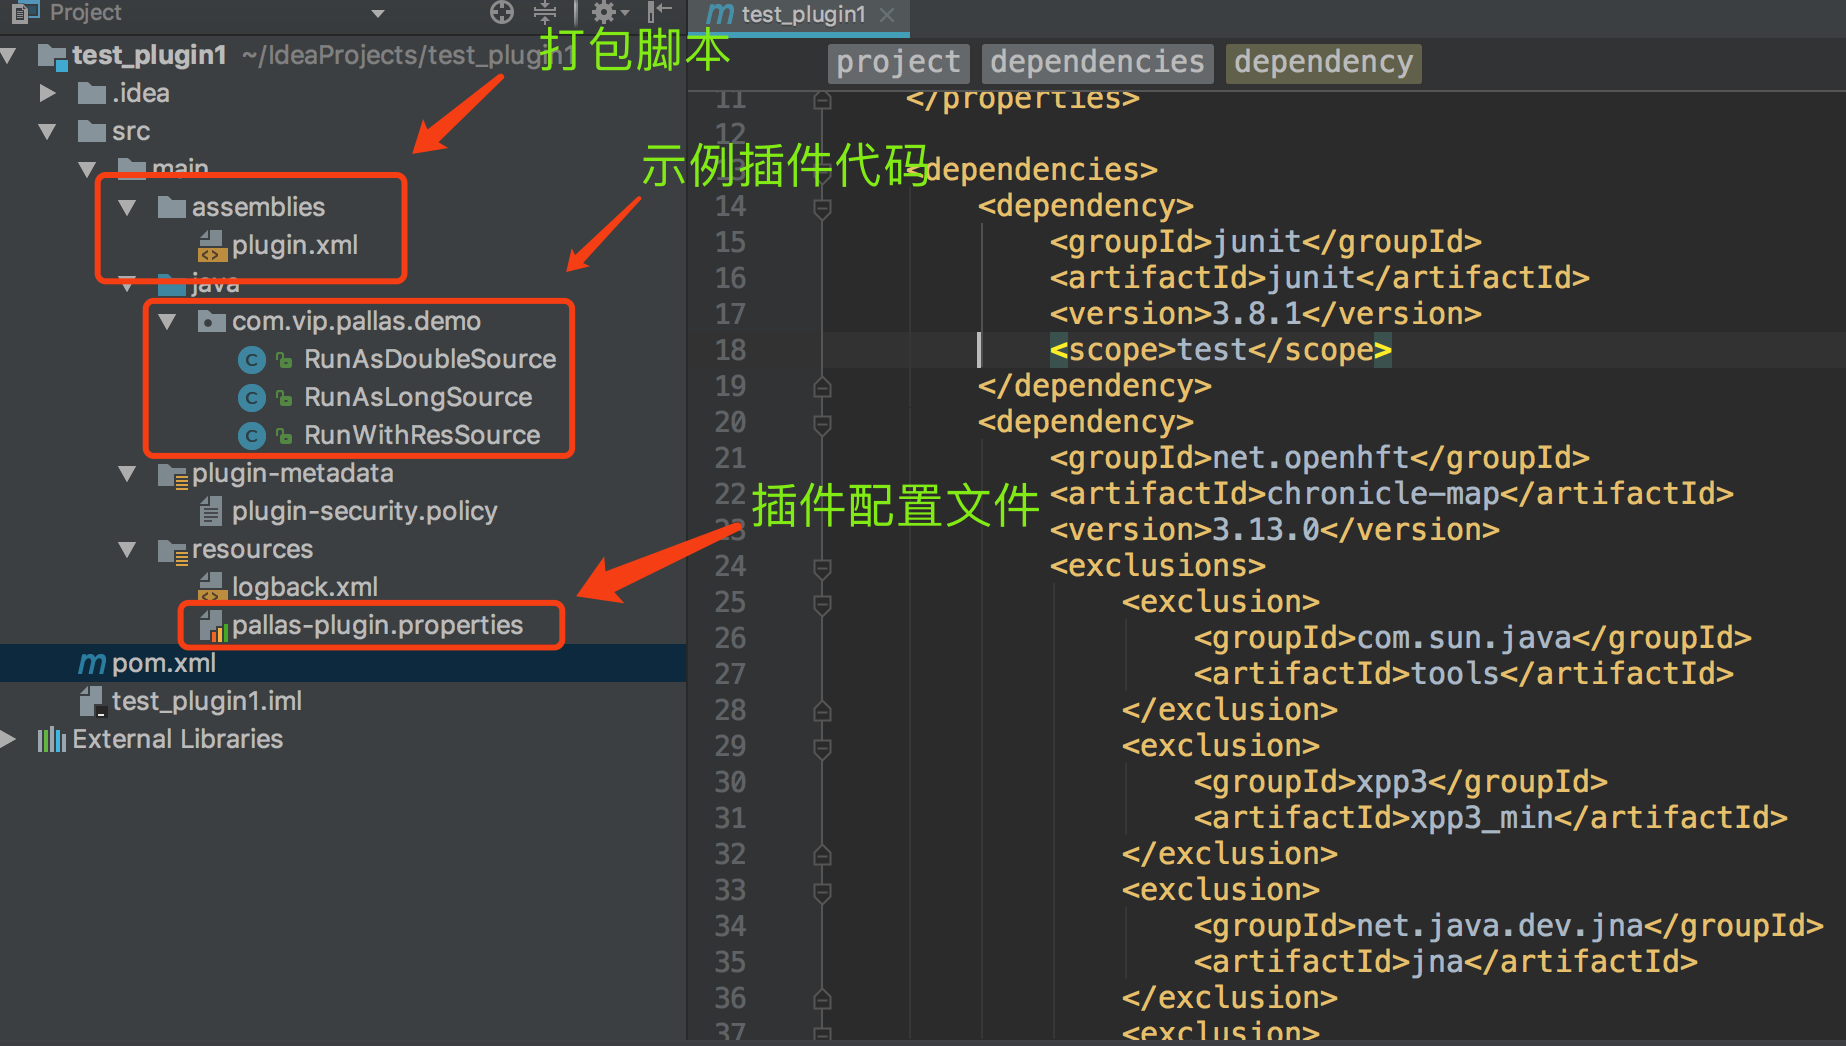 Project
test_plugin1 ~/IdeaProjects/test_plugin1
打包脚本
.idea
src
main
assemblies
plugin.xml
java
示例插件代码
com.vip.pallas.demo
RunAsDoubleSource
RunAsLongSource
RunWithResSource
plugin-metadata
plugin-security.policy
插件配置文件
resources
logback.xml
pallas-plugin.properties
pom.xml
test_plugin1.iml
External Libraries
test_plugin1
project dependencies dependency
11 </properties>
12
13 <dependencies>
14 <dependency>
15 <groupId>junit</groupId>
16 <artifactId>junit</artifactId>
17 <version>3.8.1</version>
18 <scope>test</scope>
19 </dependency>
20 <dependency>
21 <groupId>net.openhft</groupId>
22 <artifactId>chronicle-map</artifactId>
23 <version>3.13.0</version>
24 <exclusions>
25 <exclusion>
26 <groupId>com.sun.java</groupId>
27 <artifactId>tools</artifactId>
28 </exclusion>
29 <exclusion>
30 <groupId>xpp3</groupId>
31 <artifactId>xpp3_min</artifactId>
32 </exclusion>
33 <exclusion>
34 <groupId>net.java.dev.jna</groupId>
35 <artifactId>jna</artifactId>
36 </exclusion>
37 <exclusion>